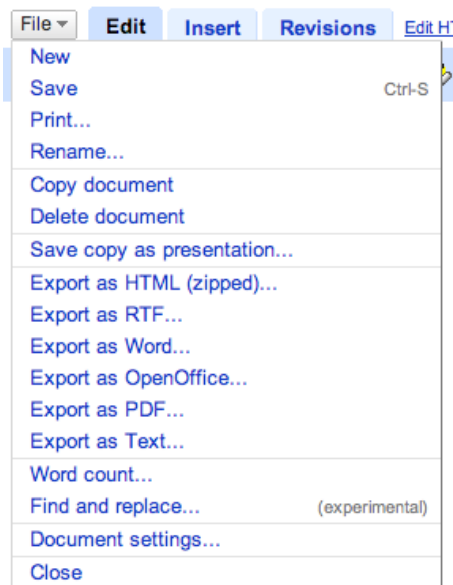 File Edit Insert Revisions Edit H
New
Save Ctrl-S
Print...
Rename...
Copy document
Delete document
Save copy as presentation...
Export as HTML (zipped)...
Export as RTF...
Export as Word...
Export as OpenOffice...
Export as PDF...
Export as Text...
Word count...
Find and replace... (experimental)
Document settings...
Close